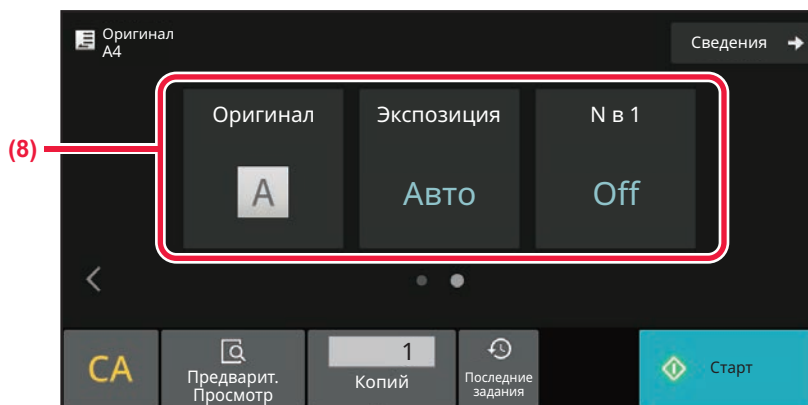 Оригинал
A4
Сведения
Оригинал
Экспозиция
N в 1
(8)
A
Авто
Off
CA
Предварит.
Просмотр
1
Копий
Последние
задания
Старт